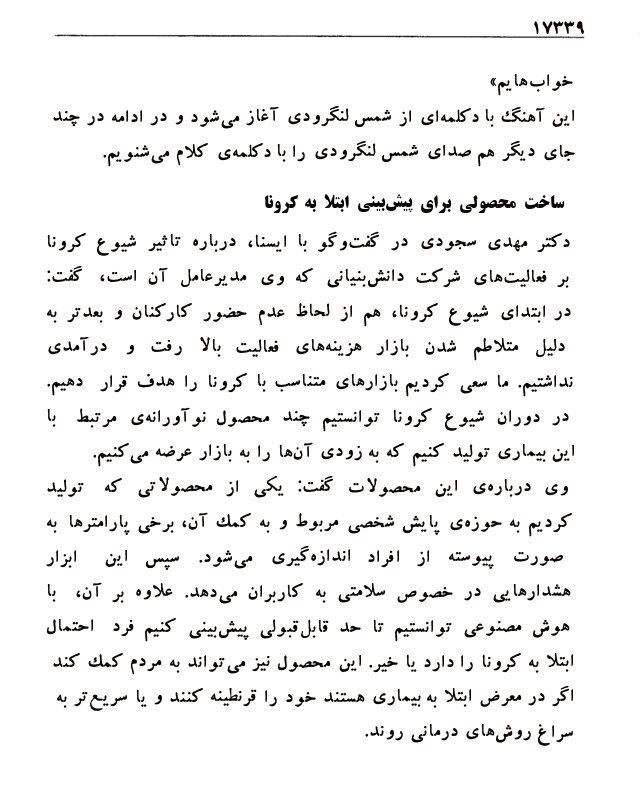 ۱۷۳۳۹
خواب‌هایم»
این آهنگ با دکلمه‌ای از شمس لنگرودی آغاز می‌شود و در ادامه در چند
جای دیگر هم صدای شمس لنگرودی را با دکلمه‌ی کلام می‌شنویم.
ساخت محصولی برای پیش‌بینی ابتلا به کرونا
دکتر مهدی سجودی در گفت‌وگو با ایسنا، درباره تاثیر شیوع کرونا
بر فعالیت‌های شرکت دانش‌بنیانی که وی مدیرعامل آن است، گفت:
در ابتدای شیوع کرونا، هم از لحاظ عدم حضور کارکنان و بعدتر به
دلیل متلاطم شدن بازار هزینه‌های فعالیت بالا رفت و درآمدی
نداشتیم. ما سعی کردیم بازارهای متناسب با کرونا را هدف قرار دهیم.
در دوران شیوع کرونا توانستیم چند محصول نوآورانه‌ی مرتبط با
این بیماری تولید کنیم که به زودی آن‌ها را به بازار عرضه می‌کنیم.
وی درباره‌ی این محصولات گفت: یکی از محصولاتی که تولید
کردیم به حوزه‌ی پایش شخصی مربوط و به کمک آن، برخی پارامترها به
صورت پیوسته از افراد اندازه‌گیری می‌شود. سپس این ابزار
هشدارهایی در خصوص سلامتی به کاربران می‌دهد. علاوه بر آن، با
هوش مصنوعی توانستیم تا حد قابل‌قبولی پیش‌بینی کنیم فرد احتمال
ابتلا به کرونا را دارد یا خیر. این محصول نیز می‌تواند به مردم کمک کند
اگر در معرض ابتلا به بیماری هستند خود را قرنطینه کنند و یا سریع‌تر به
سراغ روش‌های درمانی روند.